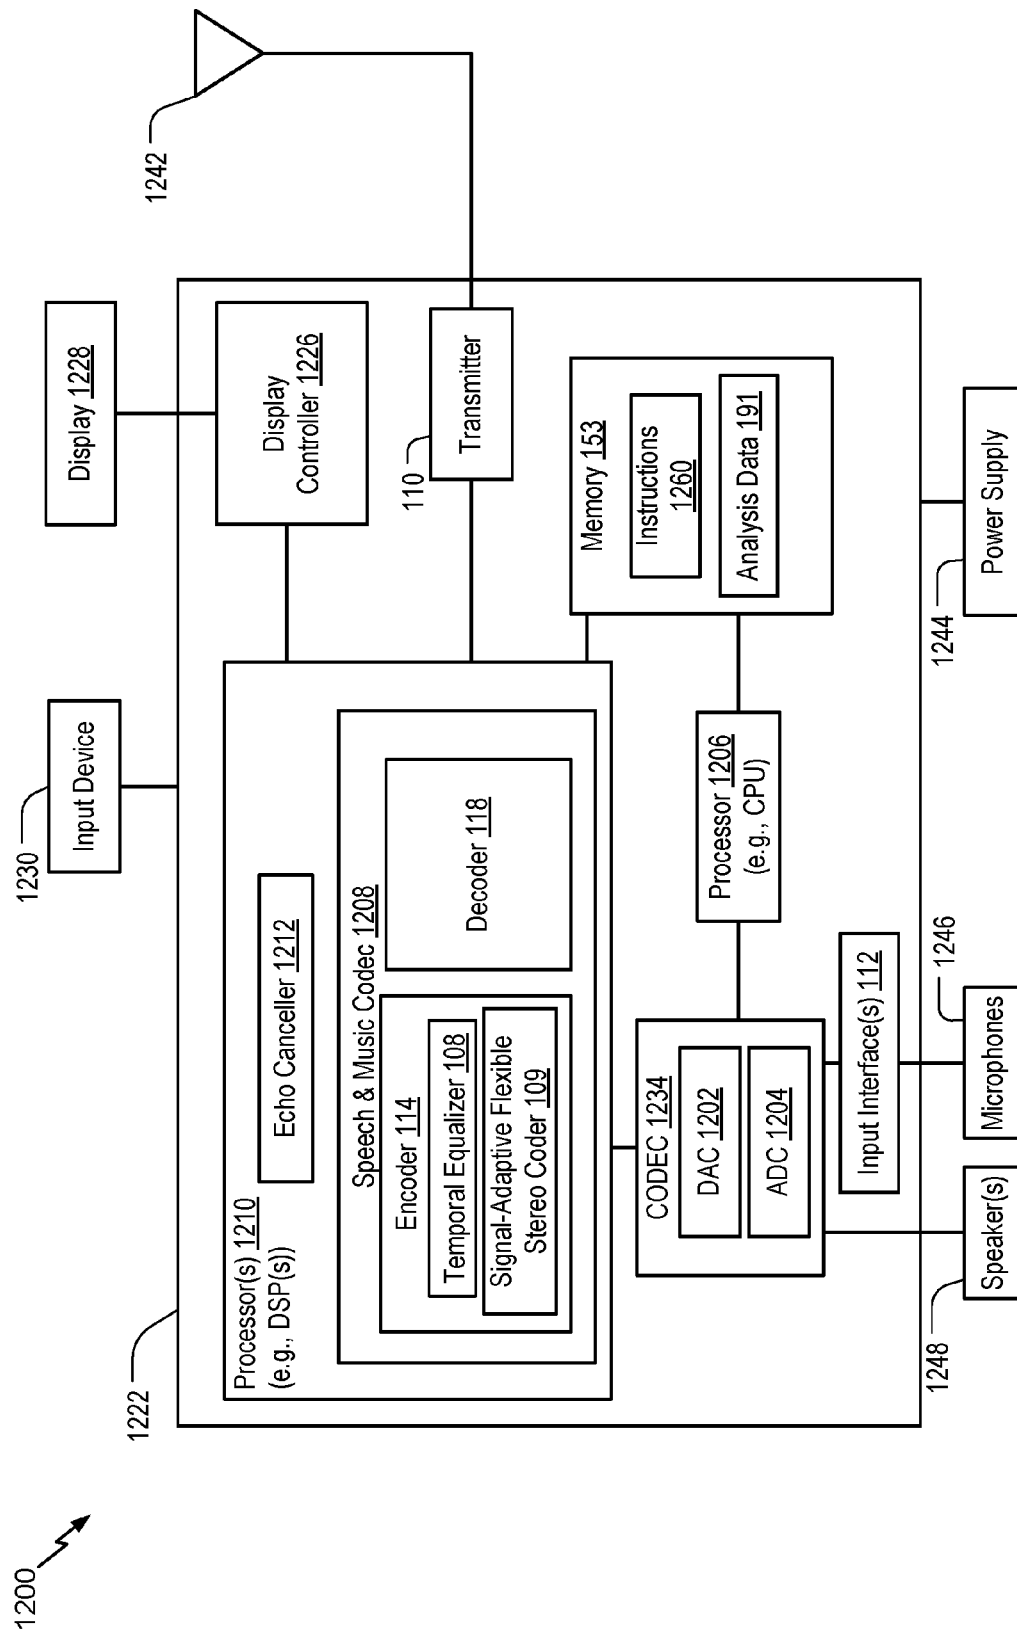 1200
1222
1230
Input Device
Display 1228
1242
Display
Controller 1226
110
Transmitter
Processor(s) 1210
(e.g., DSP(s))
Echo Canceller 1212
Speech & Music Codec 1208
Encoder 114
Temporal Equalizer 108
Signal-Adaptive Flexible
Stereo Coder 109
Decoder 118
Memory 153
Instructions
1260
Analysis Data 191
CODEC 1234
DAC 1202
ADC 1204
Processor 1206
(e.g., CPU)
Input Interface(s) 112
1248
Speaker(s)
1246
Microphones
1244
Power Supply